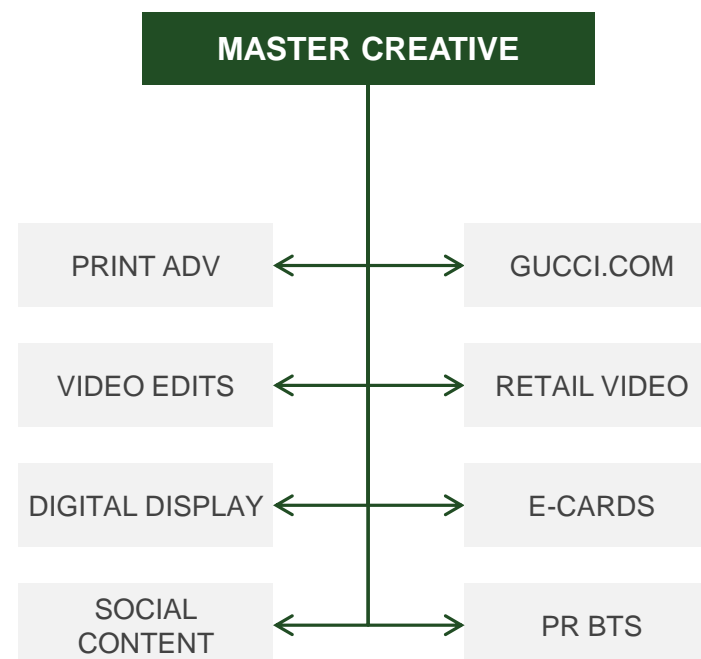 MASTER CREATIVE
PRINT ADV
GUCCI.COM
VIDEO EDITS
RETAIL VIDEO
DIGITAL DISPLAY
E-CARDS
SOCIAL
CONTENT
PR BTS